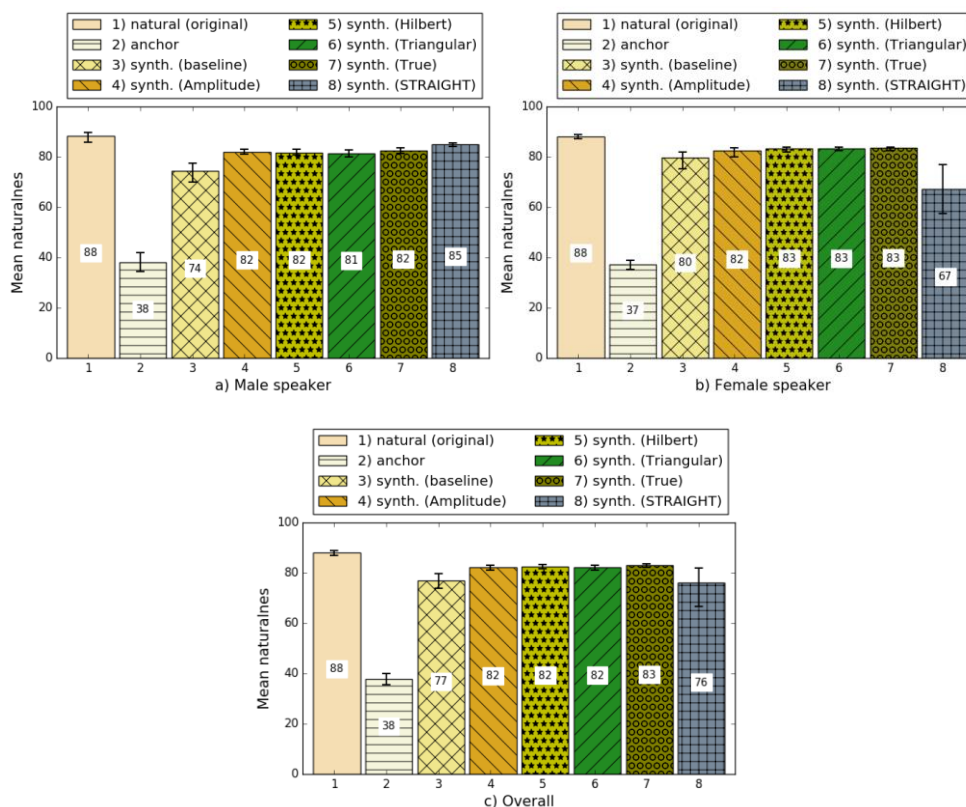 1) natural (original) 5) synth. (Hilbert)
2) anchor 6) synth. (Triangular)
3) synth. (baseline) 7) synth. (True)
4) synth. (Amplitude) 8) synth. (STRAIGHT)
100
80
60
40
20
0
Mean naturalnes
88 38 74 82 82 81 82 85
1 2 3 4 5 6 7 8
a) Male speaker
1) natural (original) 5) synth. (Hilbert)
2) anchor 6) synth. (Triangular)
3) synth. (baseline) 7) synth. (True)
4) synth. (Amplitude) 8) synth. (STRAIGHT)
100
80
60
40
20
0
Mean naturalnes
88 37 80 82 83 83 83 67
1 2 3 4 5 6 7 8
b) Female speaker
1) natural (original) 5) synth. (Hilbert)
2) anchor 6) synth. (Triangular)
3) synth. (baseline) 7) synth. (True)
4) synth. (Amplitude) 8) synth. (STRAIGHT)
100
80
60
40
20
0
Mean naturalnes
88 38 77 82 82 82 83 76
1 2 3 4 5 6 7 8
c) Overall